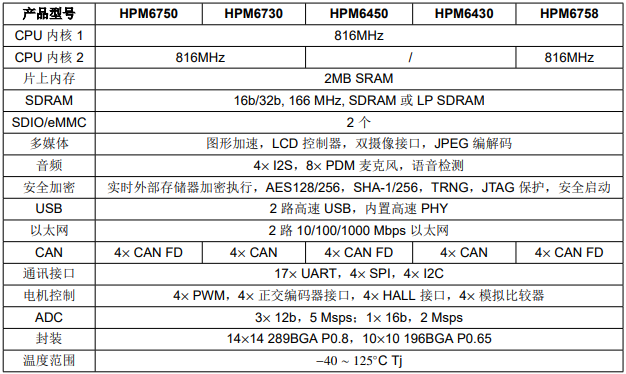 产品型号 HPM6750 HPM6730 HPM6450 HPM6430 HPM6758
CPU 内核 1 816MHz
CPU 内核 2 816MHz / 816MHz
片上内存 2MB SRAM
SDRAM 16b/32b, 166 MHz, SDRAM 或 LP SDRAM
SDIO/eMMC 2 个
多媒体 图形加速，LCD 控制器，双摄像接口，JPEG 编解码
音频 4× I2S，8× PDM 麦克风，语音检测
安全加密 实时外部存储器加密执行，AES128/256，SHA-1/256，TRNG，JTAG 保护，安全启动
USB 2 路高速 USB，内置高速 PHY
以太网 2 路 10/100/1000 Mbps 以太网
CAN 4× CAN FD 4× CAN 4× CAN FD 4× CAN 4× CAN FD
通讯接口 17× UART，4× SPI，4× I2C
电机控制 4× PWM，4× 正交编码器接口，4× HALL 接口，4× 模拟比较器
ADC 3× 12b，5 Msps；1× 16b，2 Msps
封装 14×14 289BGA P0.8，10×10 196BGA P0.65
温度范围 −40 ~ 125°C Tj